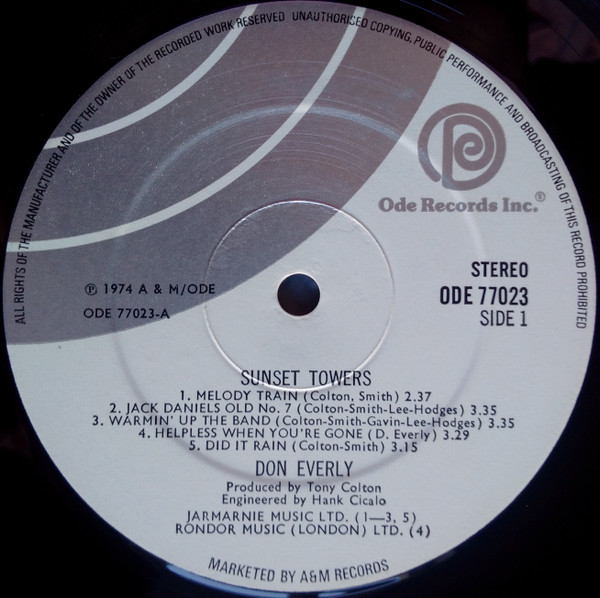 ALL RIGHTS OF THE MANUFACTURER AND OF THE OWNER OF THE RECORDED WORK RESERVED UNAUTHORISED COPYING, PUBLIC PERFORMANCE AND BROADCASTING OF THIS RECORD PROHIBITED
Ode Records Inc.®
STEREO
℗ 1974 A & M/ODE
ODE 77023
ODE 77023-A
SIDE 1
SUNSET TOWERS
1. MELODY TRAIN (Colton, Smith) 2.37
2. JACK DANIELS OLD No. 7 (Colton-Smith-Lee-Hodges) 3.35
3. WARMIN' UP THE BAND (Colton-Smith-Gavin-Lee-Hodges) 3.35
4. HELPLESS WHEN YOU'RE GONE (D. Everly) 3.29
5. DID IT RAIN (Colton-Smith) 3.15
DON EVERLY
Produced by Tony Colton
Engineered by Hank Cicalo
JARMARNIE MUSIC LTD. (1—3, 5)
RONDOR MUSIC (LONDON) LTD. (4)
MARKETED BY A&M RECORDS